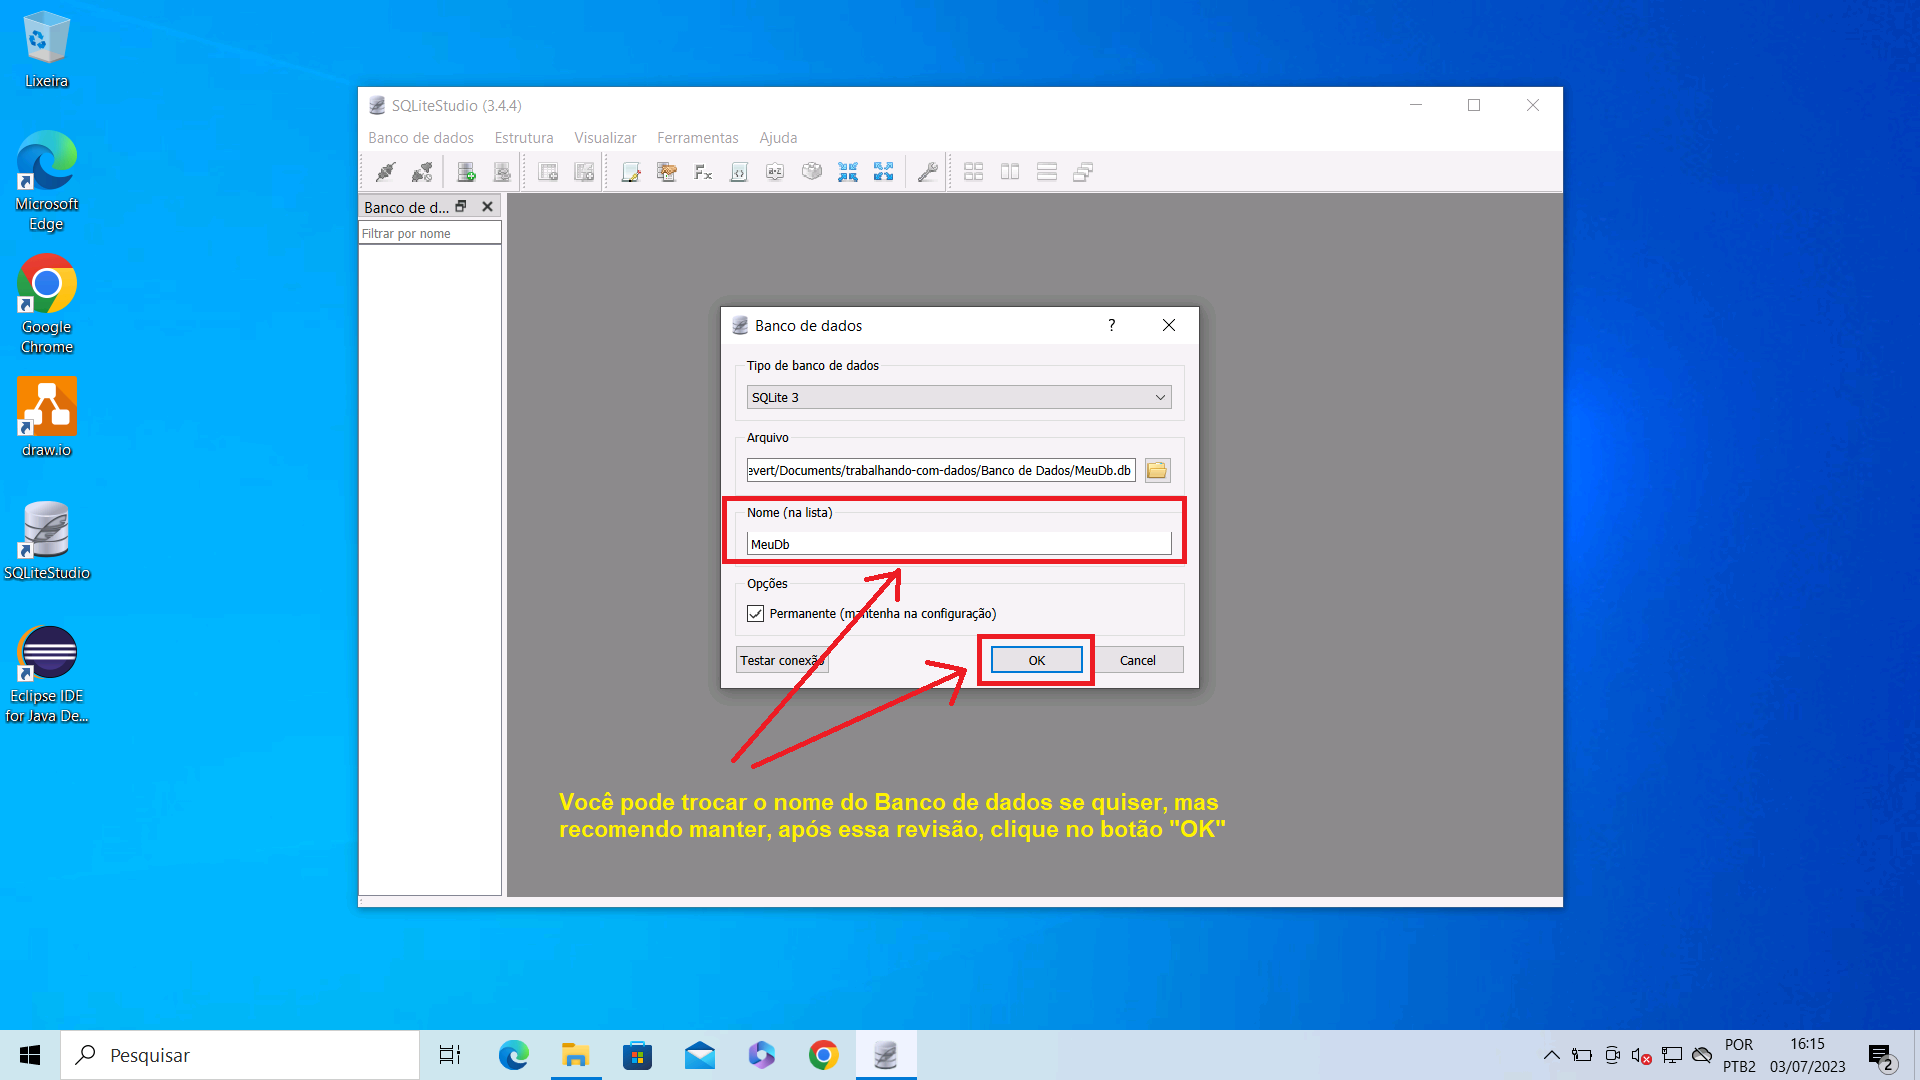 Lixeira
Microsoft
Edge
Google
Chrome
draw.io
SQLiteStudio
Eclipse IDE
for Java De...
SQLiteStudio (3.4.4)
Banco de dados Estrutura Visualizar Ferramentas Ajuda
Banco de d...
Filtrar por nome
Banco de dados
?
Tipo de banco de dados
SQLite 3
Arquivo
evert/Documents/trabalhando-com-dados/Banco de Dados/MeuDb.db
Nome (na lista)
MeuDb
Opções
Permanente (mantenha na configuração)
Testar conexão OK Cancel
Você pode trocar o nome do Banco de dados se quiser, mas
recomendo manter, após essa revisão, clique no botão "OK"
Pesquisar
POR
PTB2
16:15
03/07/2023
2